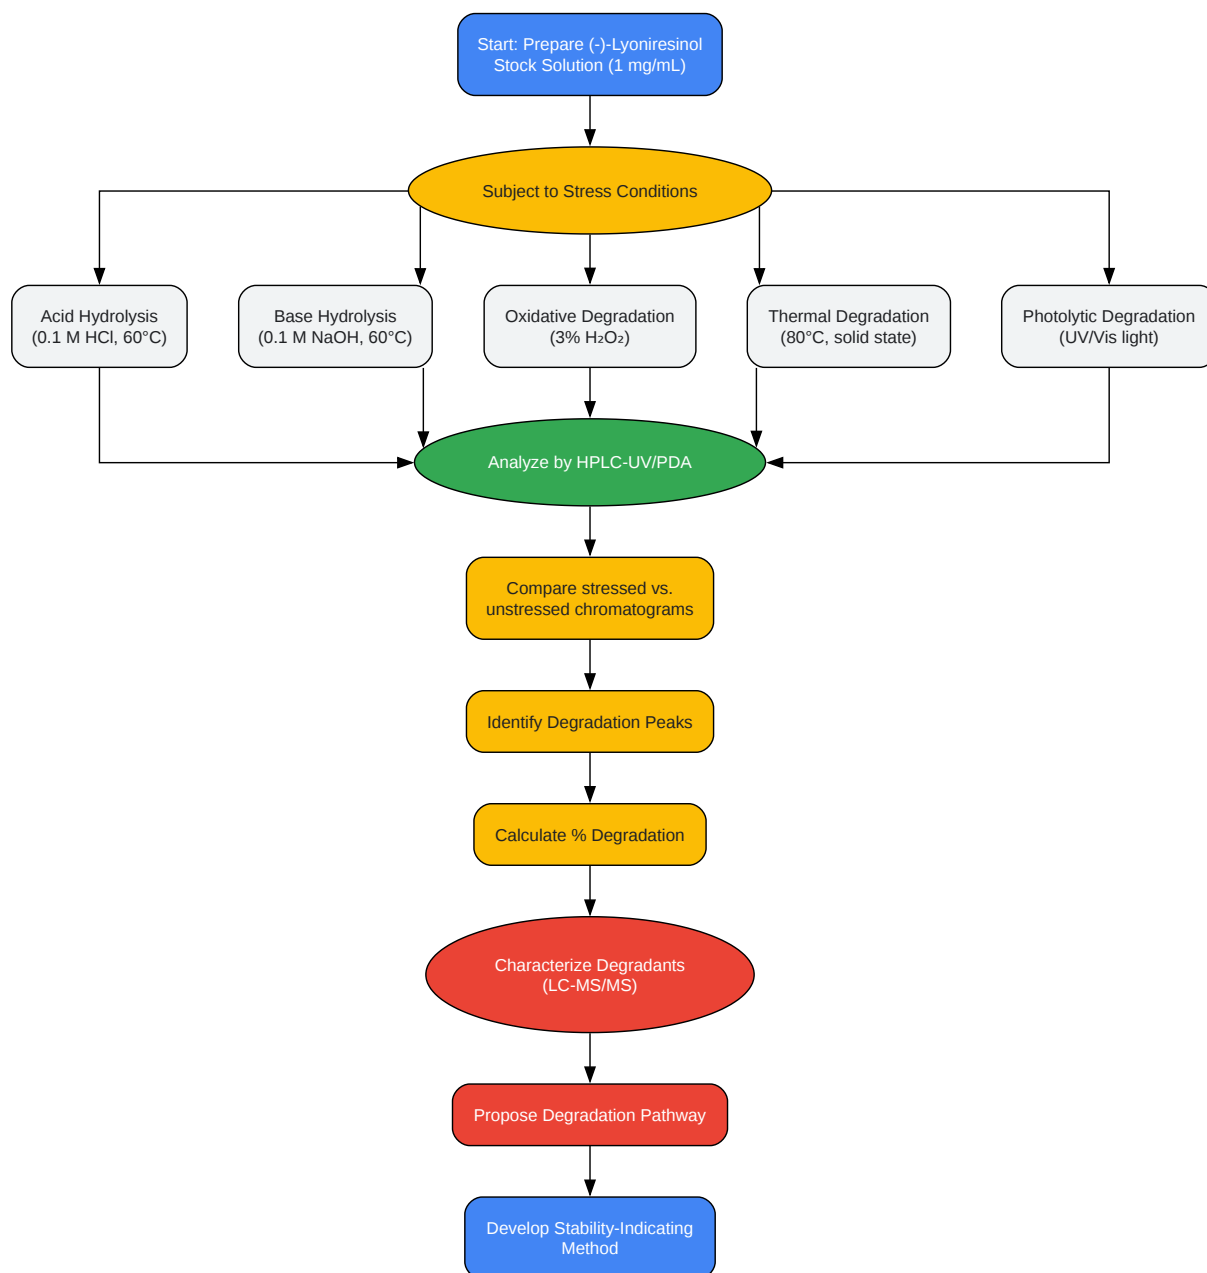 Start: Prepare (-)-Lyoniresinol
Stock Solution (1 mg/mL)
Subject to Stress Conditions
Acid Hydrolysis
(0.1 M HCl, 60°C)
Base Hydrolysis
(0.1 M NaOH, 60°C)
Oxidative Degradation
(3% H₂O₂)
Thermal Degradation
(80°C, solid state)
Photolytic Degradation
(UV/Vis light)
Analyze by HPLC-UV/PDA
Compare stressed vs.
unstressed chromatograms
Identify Degradation Peaks
Calculate % Degradation
Characterize Degradants
(LC-MS/MS)
Propose Degradation Pathway
Develop Stability-Indicating
Method